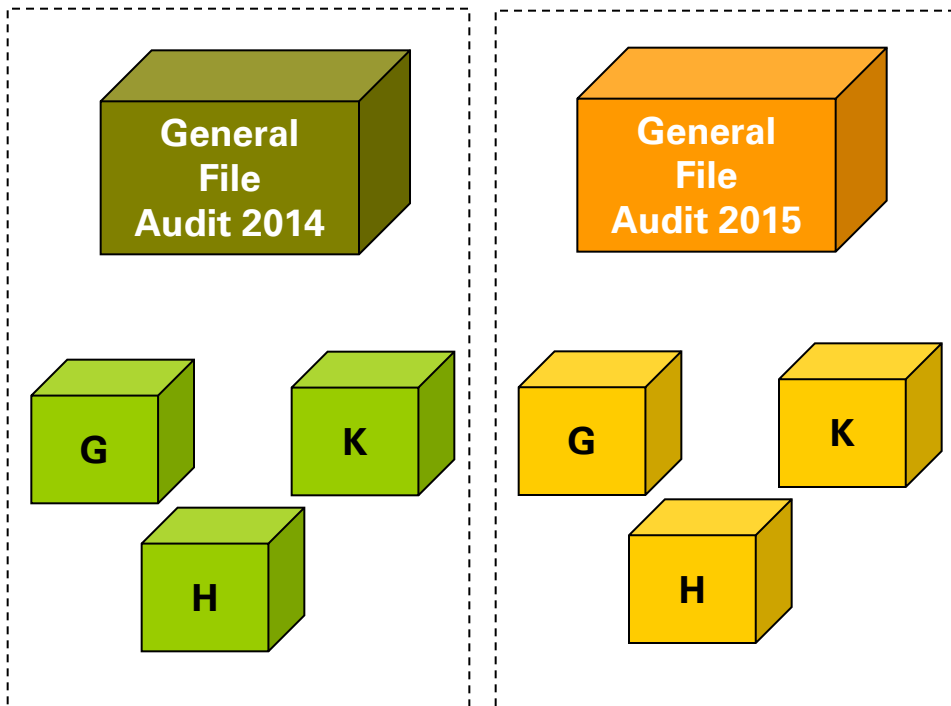 General
File
Audit 2014
G
K
H
General
File
Audit 2015
G
K
H